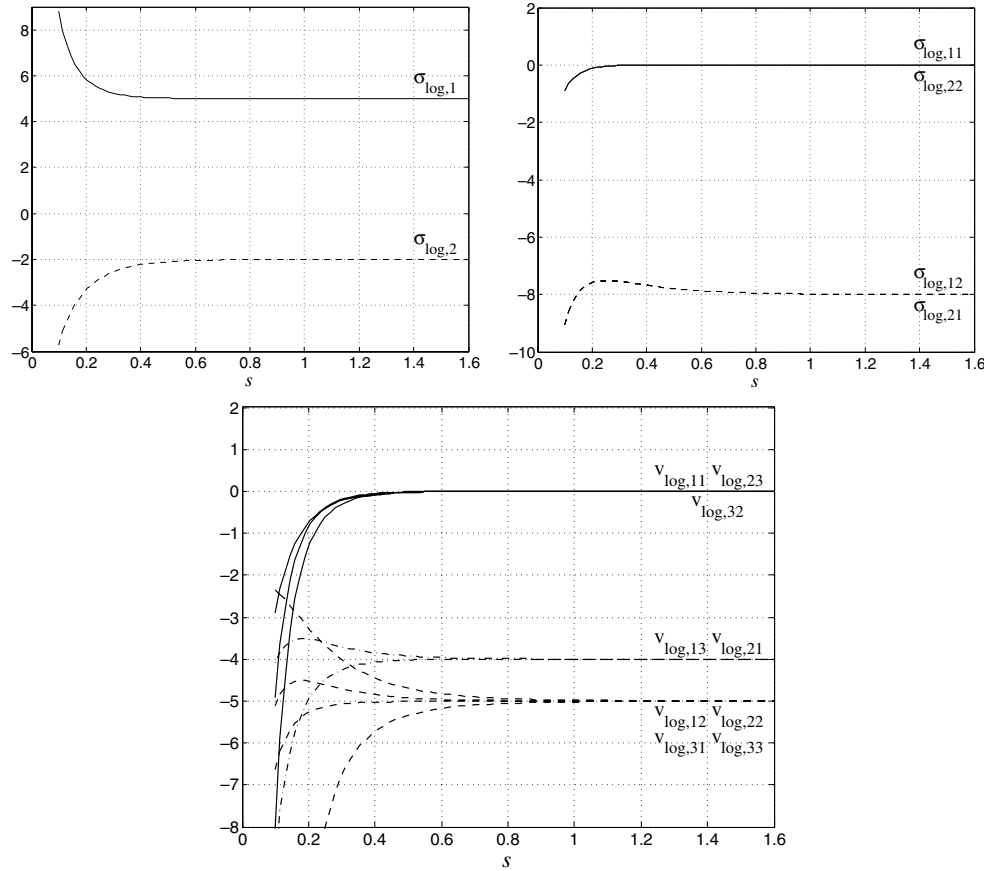 8
6
4
2
0
−2
−4
−6
0 0.2 0.4 0.6 0.8 1 1.2 1.4 1.6
s
σlog,1
σlog,2
2
0
−2
−4
−6
−8
−10
0 0.2 0.4 0.6 0.8 1 1.2 1.4 1.6
s
σlog,11
σlog,22
σlog,12
σlog,21
2
1
0
−1
−2
−3
−4
−5
−6
−7
−8
0 0.2 0.4 0.6 0.8 1 1.2 1.4 1.6
s
vlog,11 vlog,23
vlog,32
vlog,13 vlog,21
vlog,12 vlog,22
vlog,31 vlog,33